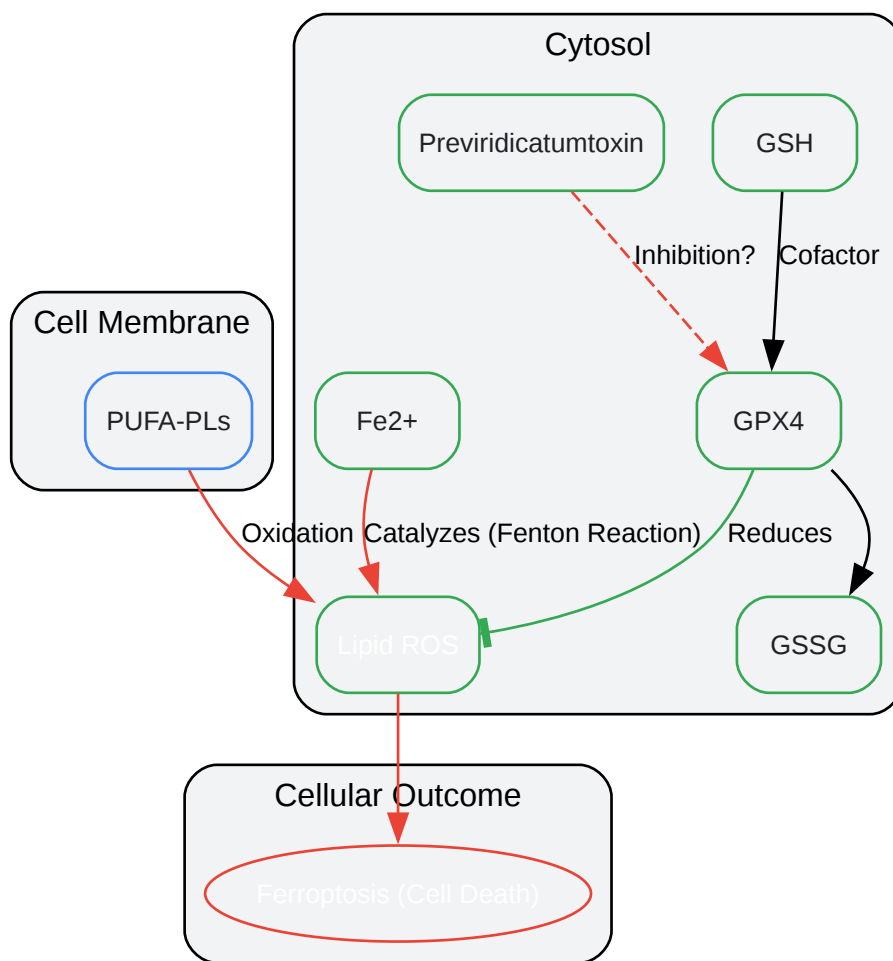 Cytosol
Previridicatumtoxin
GSH
Inhibition?
Cofactor
Cell Membrane
PUFA-PLs
Fe2+
GPX4
Oxidation
Catalyzes (Fenton Reaction)
Reduces
Lipid ROS
GSSG
Cellular Outcome
Ferroptosis (Cell Death)